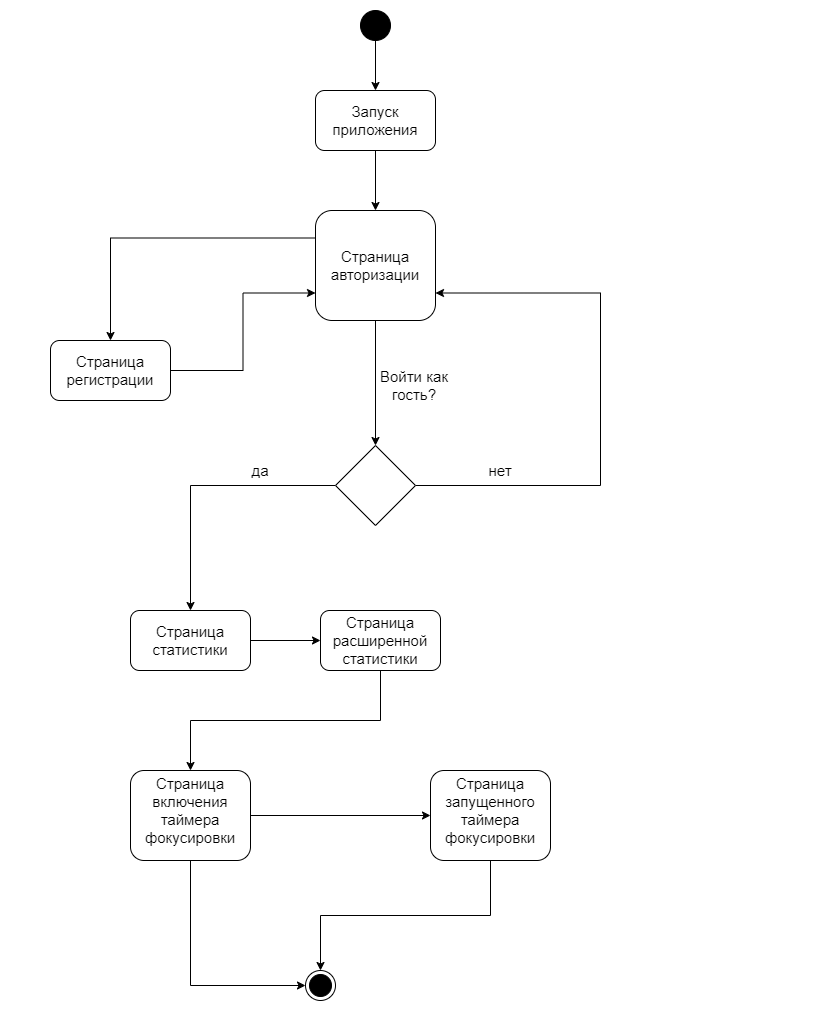 Запуск
приложения
Страница
авторизации
Страница
регистрации
Войти как
гость?
да
нет
Страница
статистики
Страница
расширенной
статистики
Страница
включения
таймера
фокусировки
Страница
запущенного
таймера
фокусировки